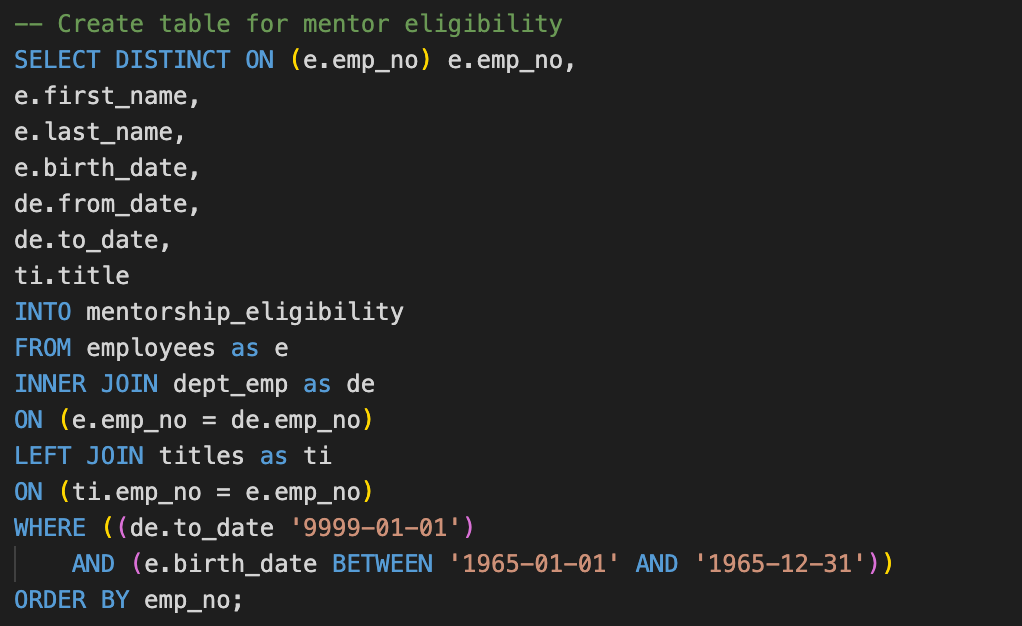 -- Create table for mentor eligibility
SELECT DISTINCT ON (e.emp_no) e.emp_no,
e.first_name,
e.last_name,
e.birth_date,
de.from_date,
de.to_date,
ti.title
INTO mentorship_eligibility
FROM employees as e
INNER JOIN dept_emp as de
ON (e.emp_no = de.emp_no)
LEFT JOIN titles as ti
ON (ti.emp_no = e.emp_no)
WHERE ((de.to_date '9999-01-01')
    AND (e.birth_date BETWEEN '1965-01-01' AND '1965-12-31'))
ORDER BY emp_no;